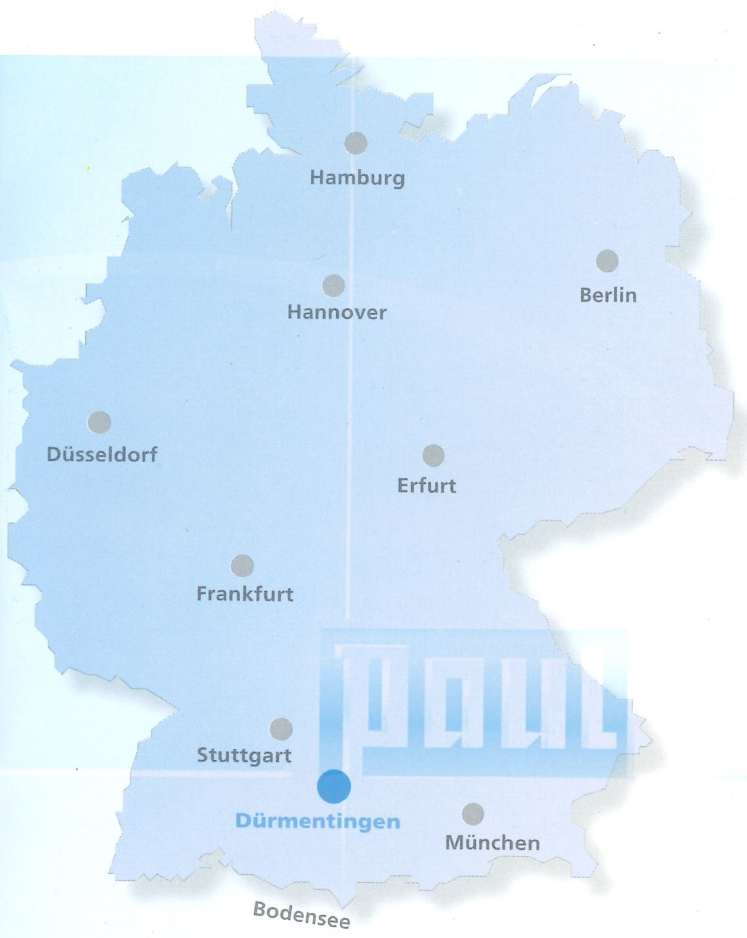 Hamburg
Berlin
Hannover
Düsseldorf
Erfurt
Frankfurt
paul
Stuttgart
Dürmentingen
München
Bodensee